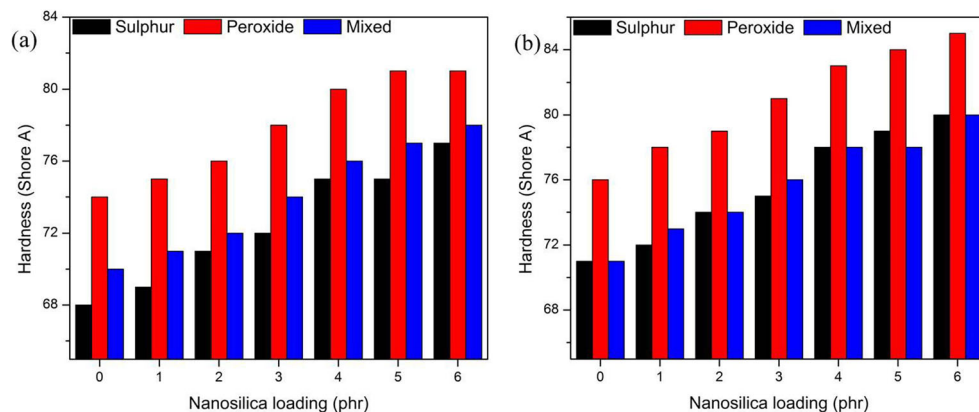 (a)
Sulphur Peroxide Mixed
84
80
76
72
68
Hardness (Shore A)
0 1 2 3 4 5 6
Nanosilica loading (phr)
(b)
Sulphur Peroxide Mixed
84
80
76
72
68
Hardness (Shore A)
0 1 2 3 4 5 6
Nanosilica loading (phr)